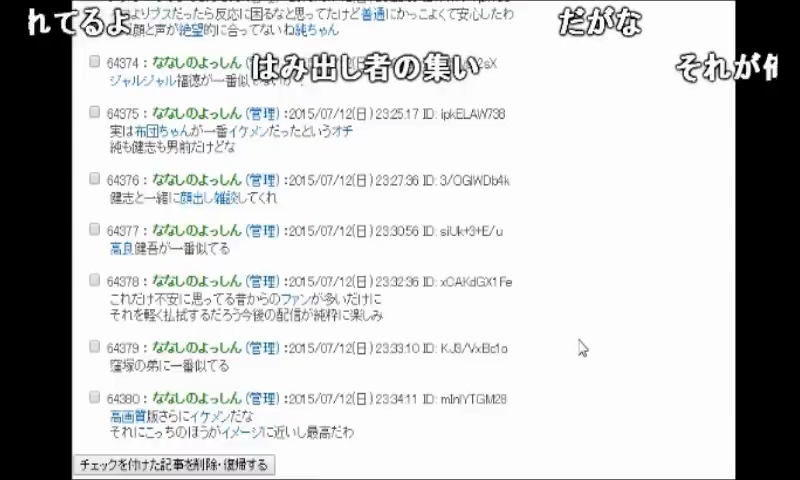 れてるよ
だがな
よりブスだったら反応に困るなと思ってたけど普通にかっこよくて安心したわ
顔と声が絶望的に合ってないね純ちゃん
はみ出し者の集い
それが
64374：ななしのよっしん (管理)
ジャルジャル福徳が一番似
64375：ななしのよっしん (管理)：2015/07/12(日) 23:25:17 ID: ipkELAW738
実は布団ちゃんが一番イケメンだったというオチ
純も健志も男前だけどな
64376：ななしのよっしん (管理)：2015/07/12(日) 23:27:36 ID: 3/OGlWDb4k
健志と一緒に顔出し雑談してくれ
64377：ななしのよっしん (管理)：2015/07/12(日) 23:30:56 ID: siUk+3+E/u
高良健吾が一番似てる
64378：ななしのよっしん (管理)：2015/07/12(日) 23:32:36 ID: xCAKdGX1Fe
これだけ不安に思ってる昔からのファンが多いだけに
それを軽く払拭するだろう今後の配信が純粋に楽しみ
64379：ななしのよっしん (管理)：2015/07/12(日) 23:33:10 ID: KJ3/VxBc1o
窪塚の弟に一番似てる
64380：ななしのよっしん (管理)：2015/07/12(日) 23:34:11 ID: mInIYTGM28
高画質版さらにイケメンだな
それにこっちのほうがイメージに近いし最高だわ
チェックを付けた記事を削除・復帰する